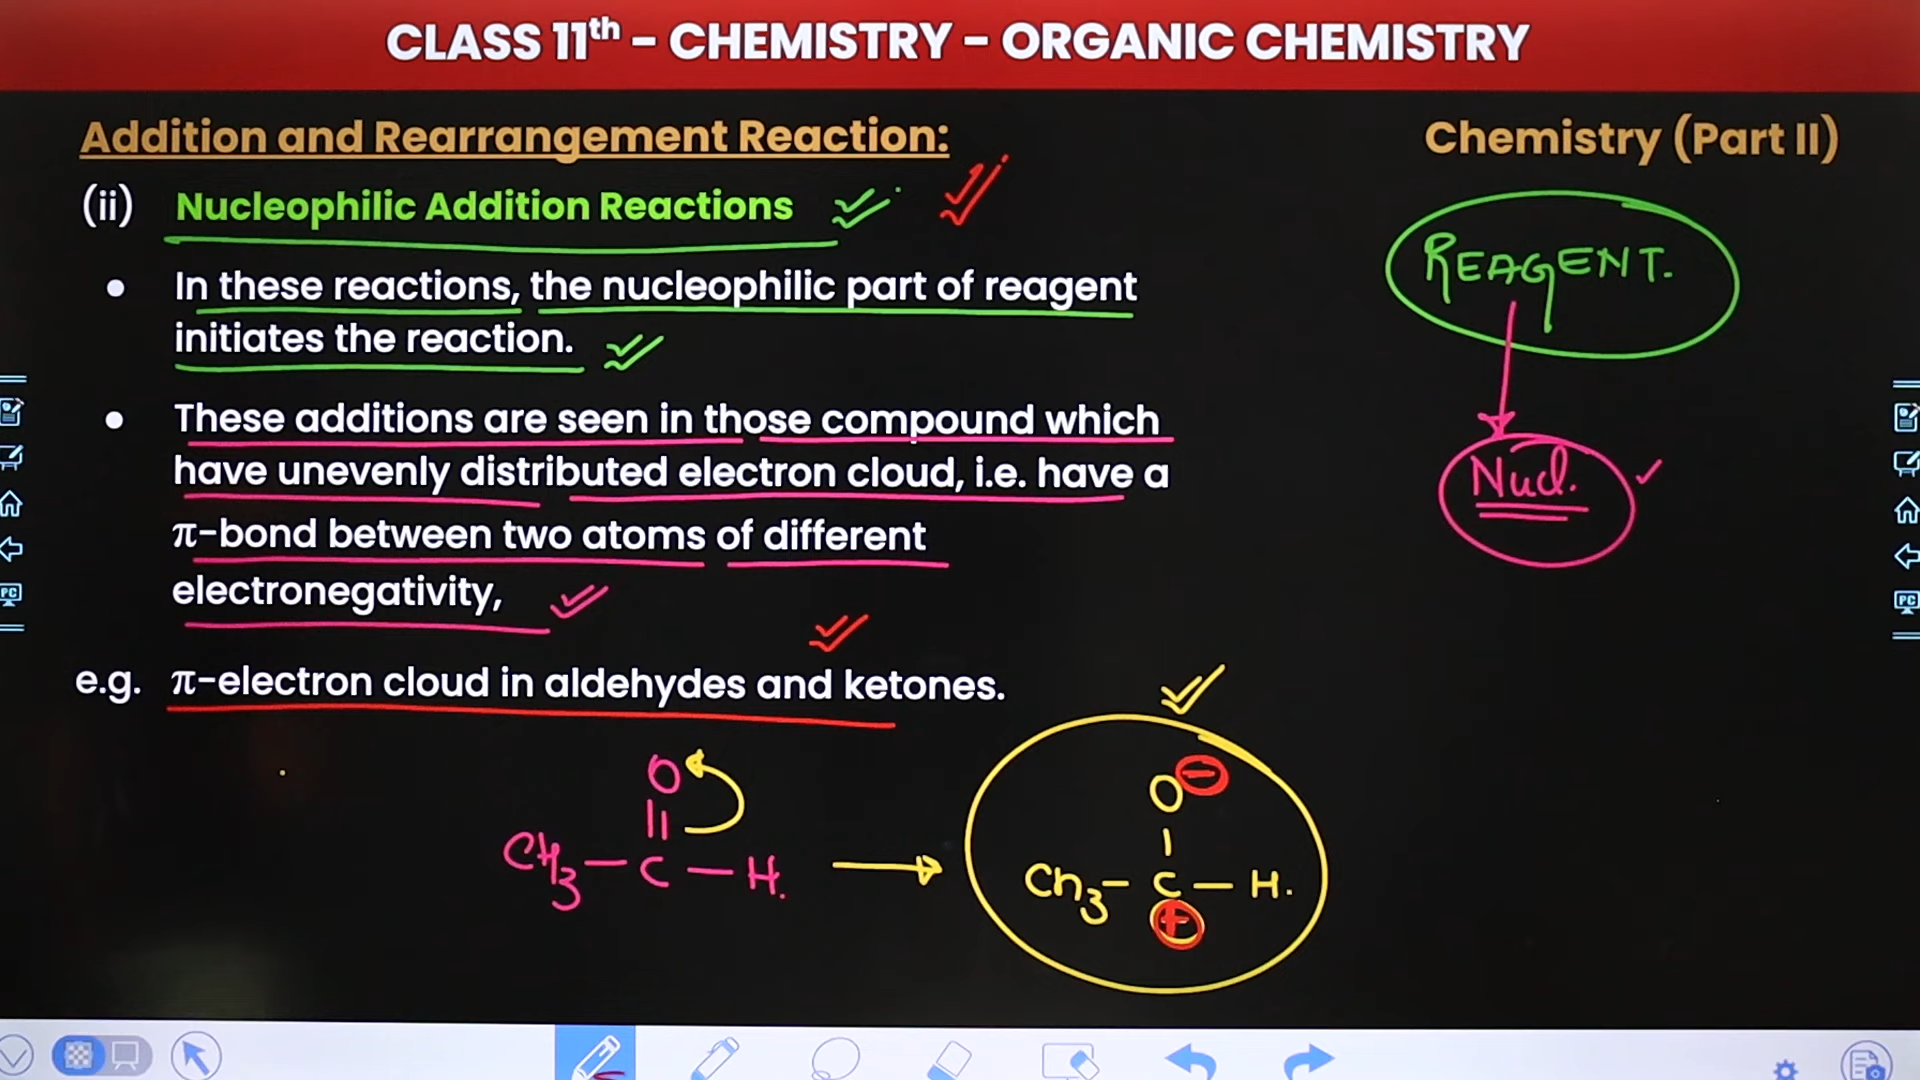 CLASS 11th - CHEMISTRY - ORGANIC CHEMISTRY
Addition and Rearrangement Reaction:
Chemistry (Part II)
(ii) Nucleophilic Addition Reactions
REAGENT.
• In these reactions, the nucleophilic part of reagent
initiates the reaction.
• These additions are seen in those compound which
have unevenly distributed electron cloud, i.e. have a
π-bond between two atoms of different
electronegativity,
Nucl.
e.g. π-electron cloud in aldehydes and ketones.
O
||
CH3 — C — H.
O −
|
CH3 — C — H.
+
PC
PC